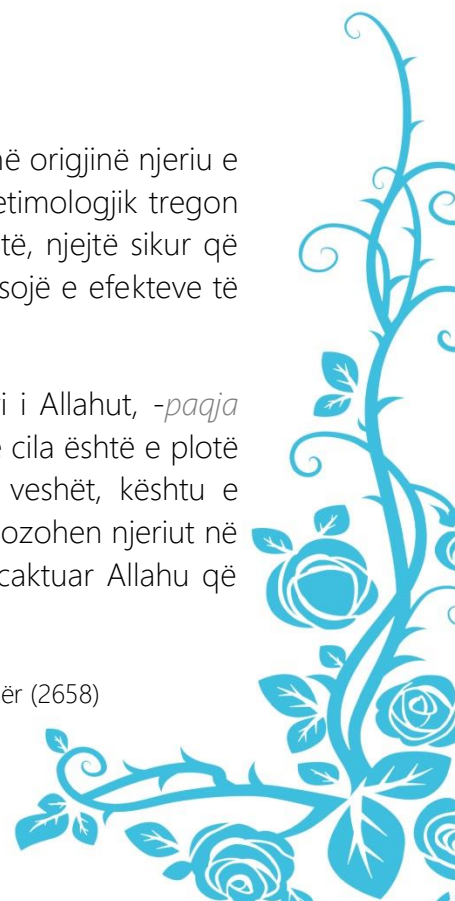 në origjinë njeriu e
etimologjik tregon
të, njejtë sikur që
sojë e efekteve të
i i Allahut, -paqja
e cila është e plotë
veshët, kështu e
ozohen njeriut në
caktuar Allahu që
ër (2658)